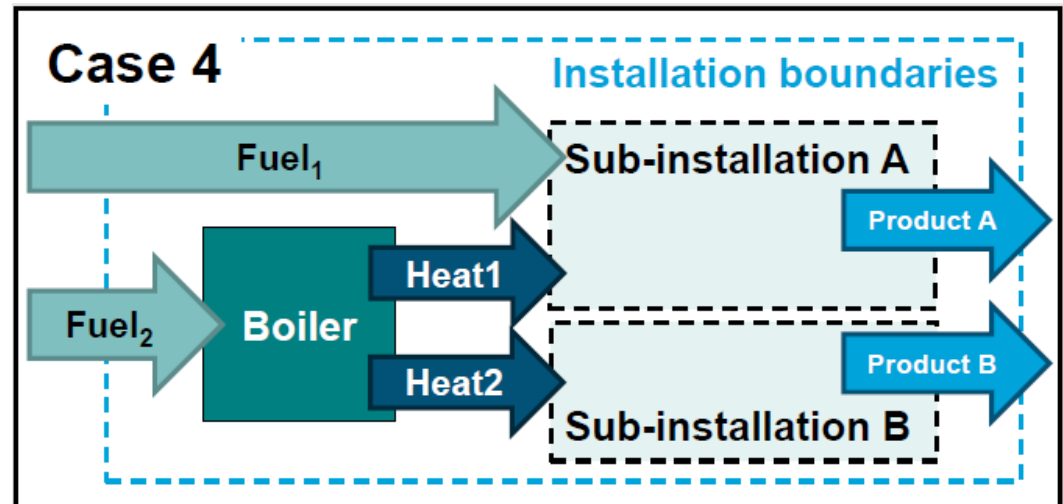 Case 4
Installation boundaries
Fuel₁
Sub-installation A
Product A
Heat1
Fuel₂
Boiler
Product B
Heat2
Sub-installation B